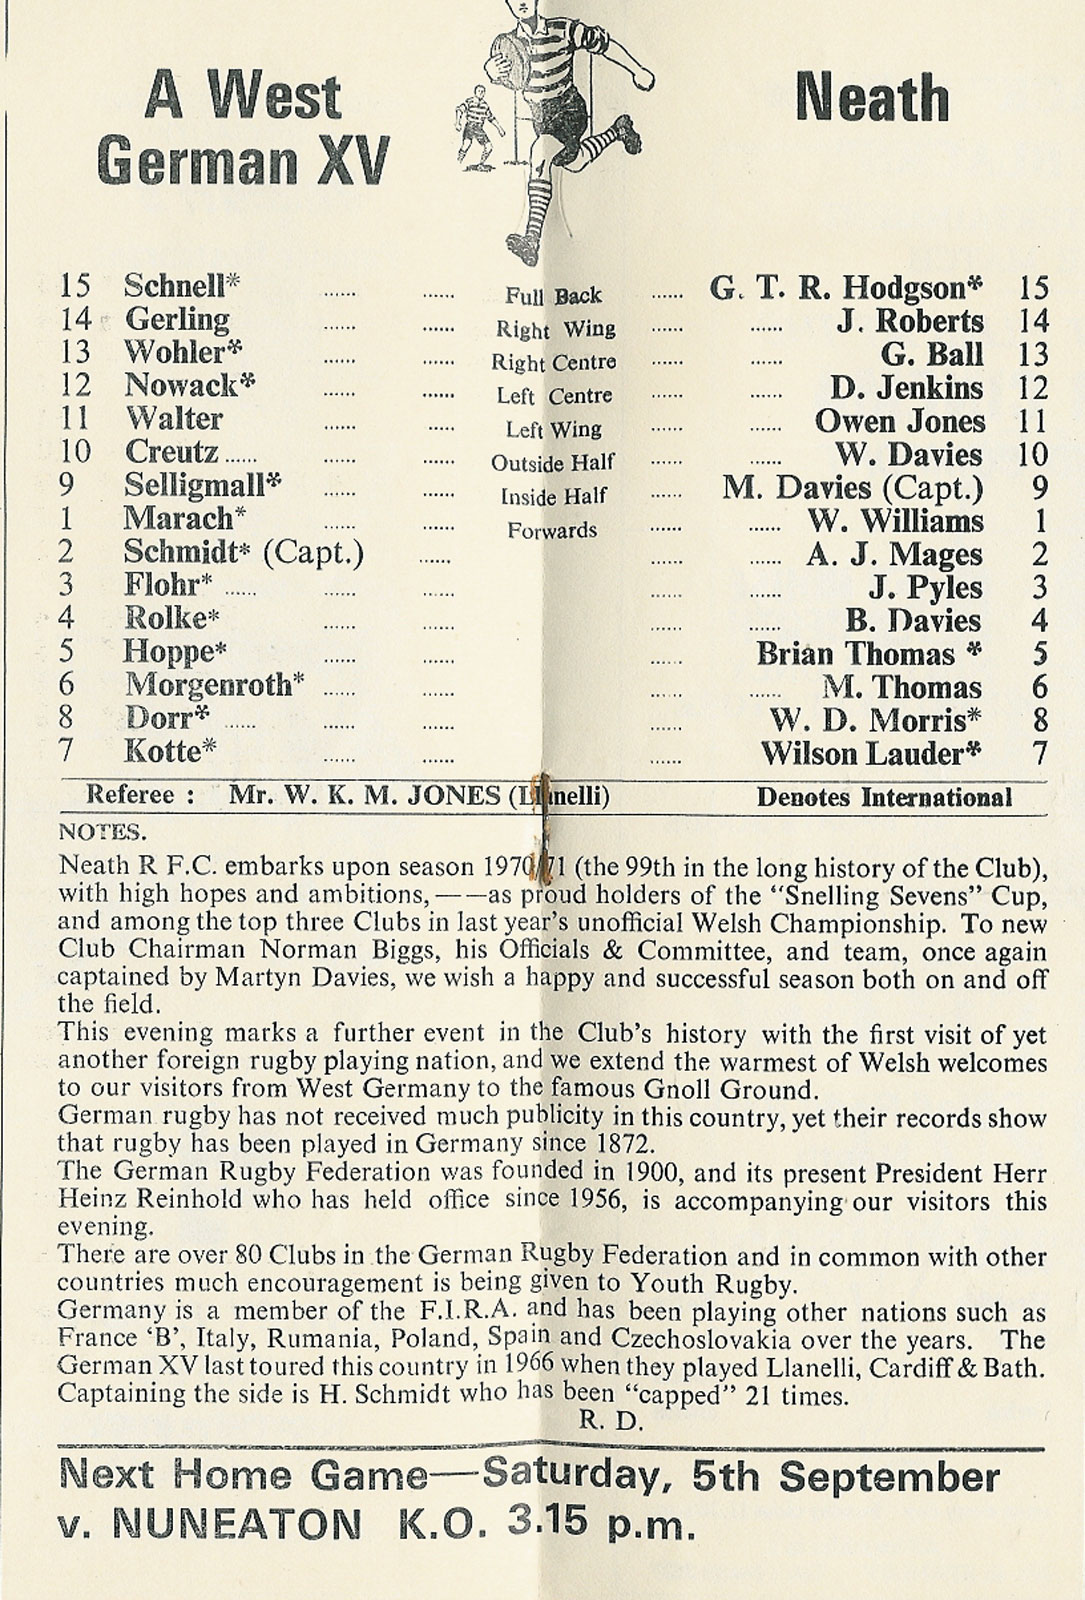 A West
German XV
Neath
15 Schnell* ...... ...... Full Back ...... G. T. R. Hodgson* 15
14 Gerling ...... ...... Right Wing ...... ...... J. Roberts 14
13 Wohler* ...... ...... Right Centre ...... ...... G. Ball 13
12 Nowack* ...... ...... Left Centre ...... ...... D. Jenkins 12
11 Walter ...... ...... Left Wing ...... ...... Owen Jones 11
10 Creutz ...... ...... ...... Outside Half ...... ...... W. Davies 10
9 Selligmall* ...... ...... Inside Half ...... M. Davies (Capt.) 9
1 Marach* ...... ...... Forwards ...... ...... W. Williams 1
2 Schmidt* (Capt.) ...... ...... ...... A. J. Mages 2
3 Flohr* ...... ...... ...... ...... ...... J. Pyles 3
4 Rolke* ...... ...... ...... ...... B. Davies 4
5 Hoppe* ...... ...... ...... Brian Thomas * 5
6 Morgenroth* ...... ...... ...... ...... M. Thomas 6
8 Dorr* ...... ...... ...... ...... ...... W. D. Morris* 8
7 Kotte* ...... ...... ...... Wilson Lauder* 7
Referee : Mr. W. K. M. JONES (Llanelli) Denotes International
NOTES.
Neath R F.C. embarks upon season 1970/71 (the 99th in the long history of the Club),
with high hopes and ambitions,——as proud holders of the “Snelling Sevens” Cup,
and among the top three Clubs in last year's unofficial Welsh Championship. To new
Club Chairman Norman Biggs, his Officials & Committee, and team, once again
captained by Martyn Davies, we wish a happy and successful season both on and off
the field.
This evening marks a further event in the Club's history with the first visit of yet
another foreign rugby playing nation, and we extend the warmest of Welsh welcomes
to our visitors from West Germany to the famous Gnoll Ground.
German rugby has not received much publicity in this country, yet their records show
that rugby has been played in Germany since 1872.
The German Rugby Federation was founded in 1900, and its present President Herr
Heinz Reinhold who has held office since 1956, is accompanying our visitors this
evening.
There are over 80 Clubs in the German Rugby Federation and in common with other
countries much encouragement is being given to Youth Rugby.
Germany is a member of the F.I.R.A. and has been playing other nations such as
France ‘B’, Italy, Rumania, Poland, Spain and Czechoslovakia over the years. The
German XV last toured this country in 1966 when they played Llanelli, Cardiff & Bath.
Captaining the side is H. Schmidt who has been “capped” 21 times.
R. D.
Next Home Game—Saturday, 5th September
v. NUNEATON K.O. 3.15 p.m.